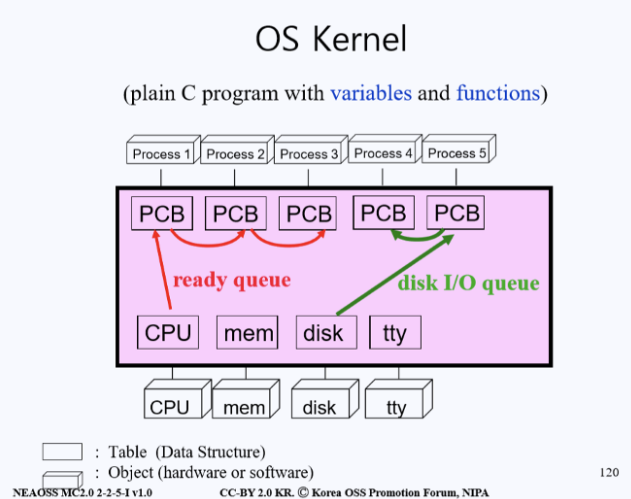 OS Kernel
(plain C program with variables and functions)
Process 1 Process 2 Process 3 Process 4 Process 5
PCB PCB PCB PCB PCB
ready queue disk I/O queue
CPU mem disk tty
CPU mem disk tty
: Table (Data Structure)
: Object (hardware or software)
120
NEAOSS MC2.0 2-2-5-I v1.0 CC-BY 2.0 KR. Ⓒ Korea OSS Promotion Forum, NIPA